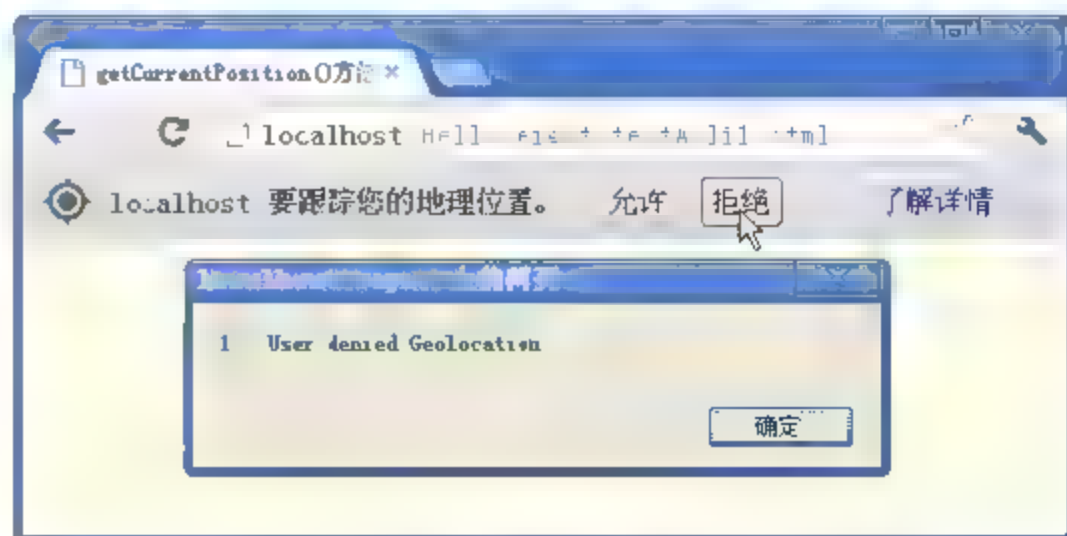 getCurrentPosition()方
localhost
localhost 要跟踪您的地理位置。 允许 拒绝 了解详情
1 User denied Geolocation
确定